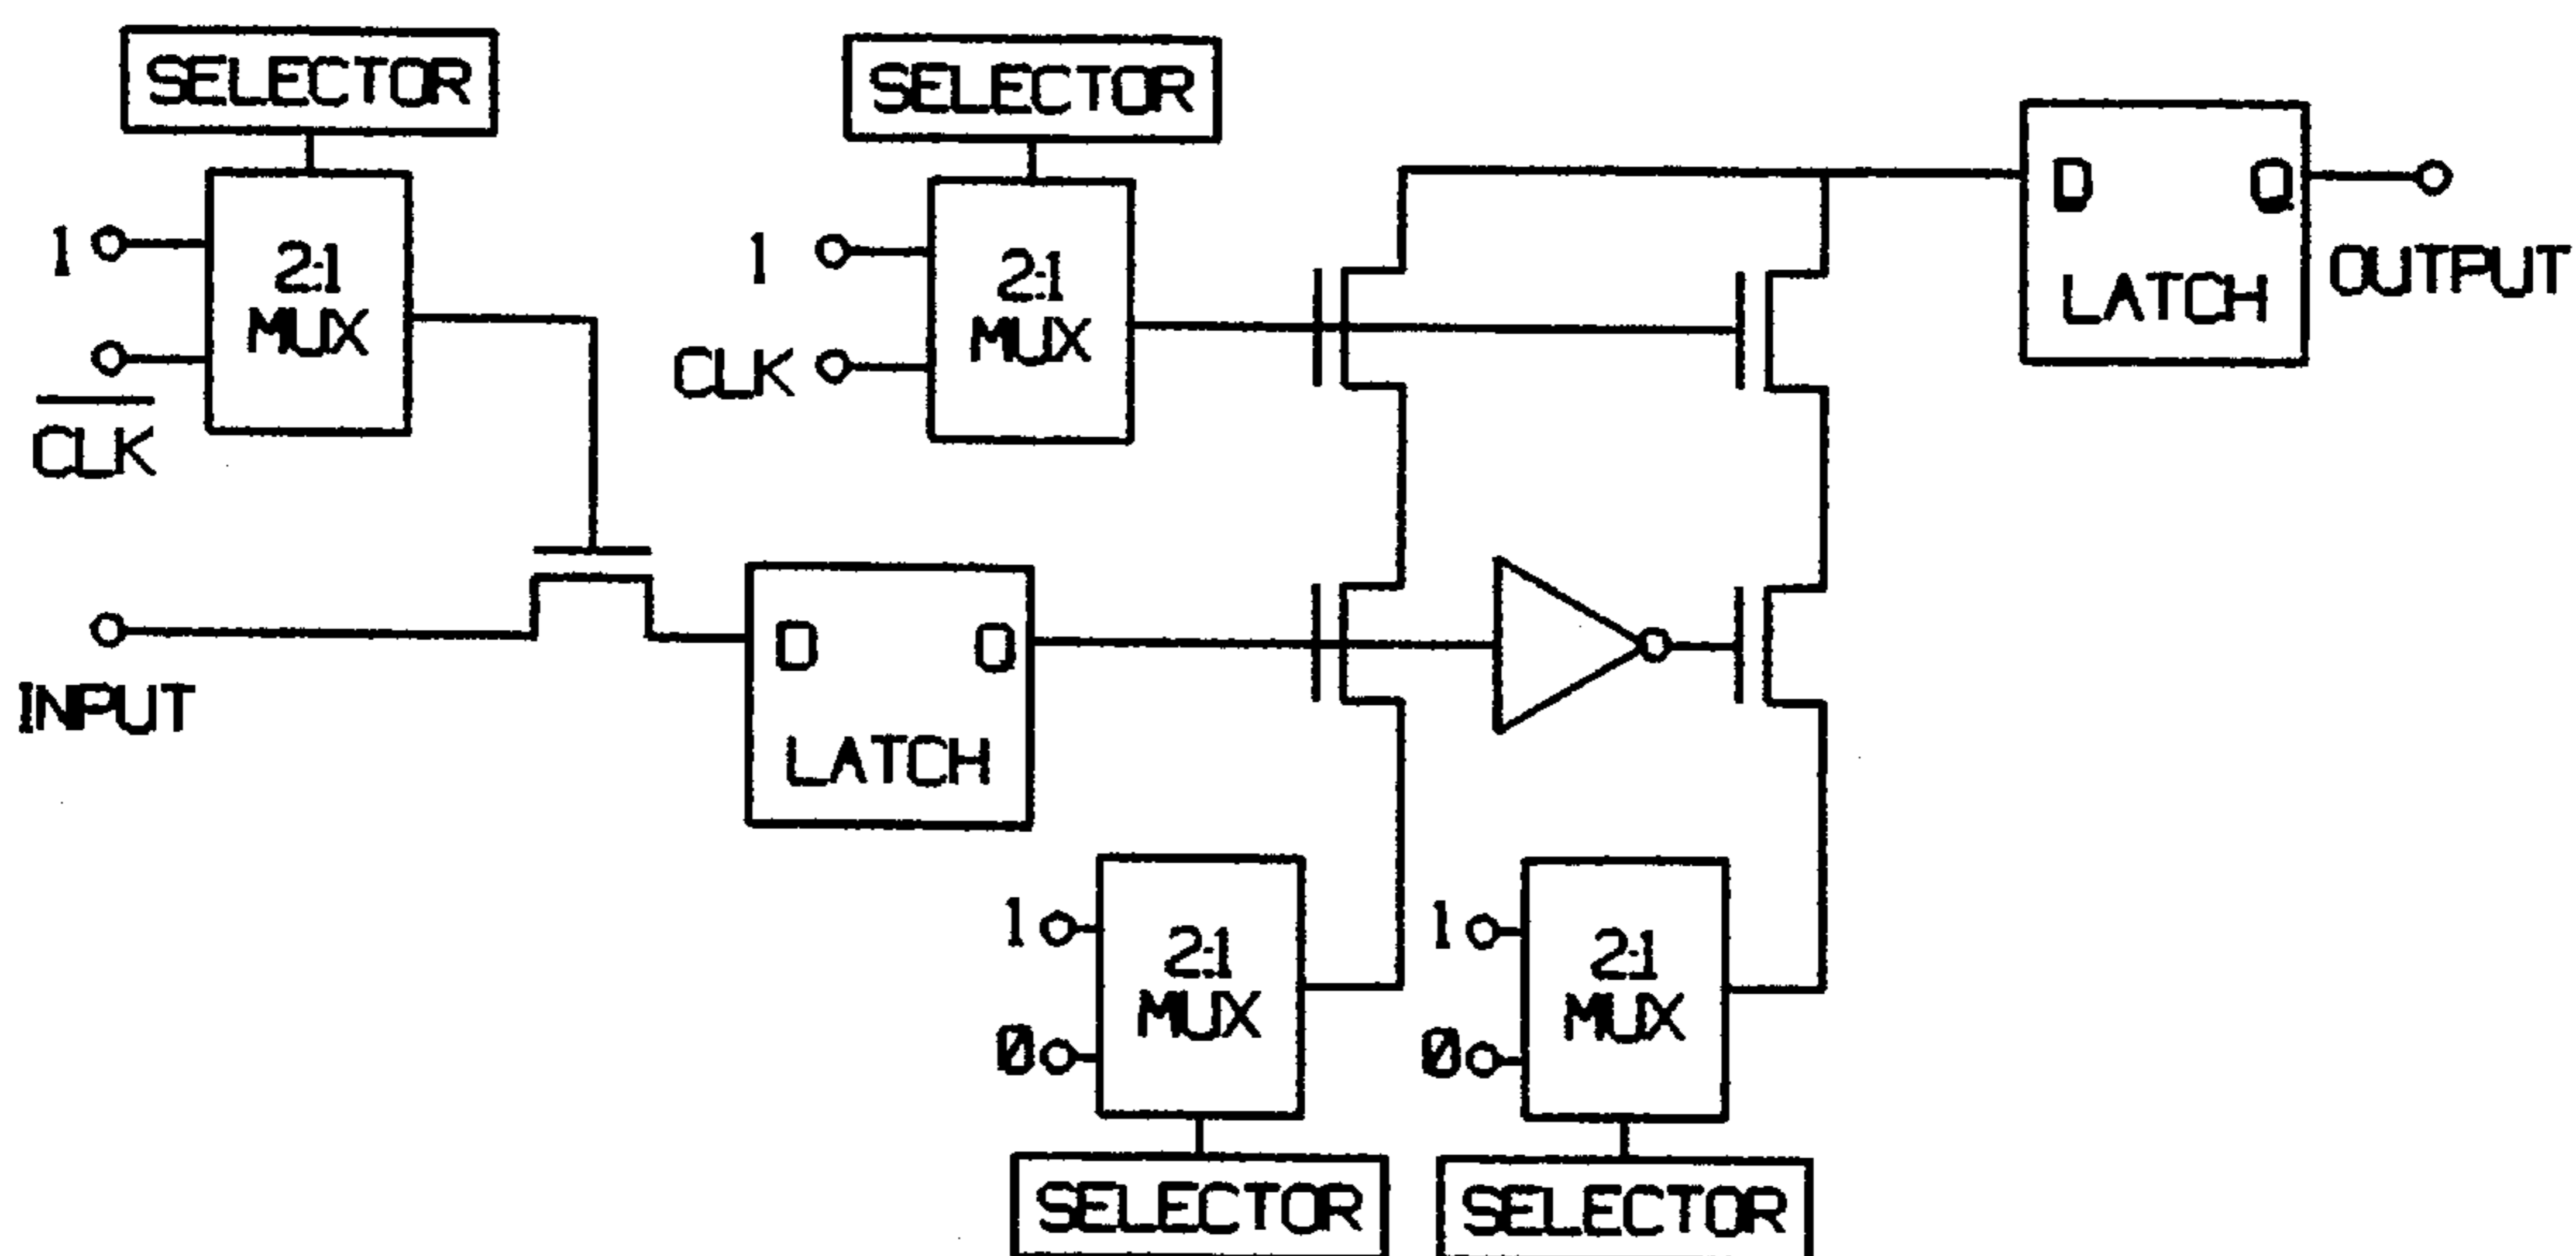 SELECTOR
SELECTOR
1
2:1
MUX
CLK
1
CLK
2:1
MUX
D
Q
LATCH
OUTPUT
INPUT
D
Q
LATCH
1
2:1
MUX
0
SELECTOR
1
2:1
MUX
0
SELECTOR